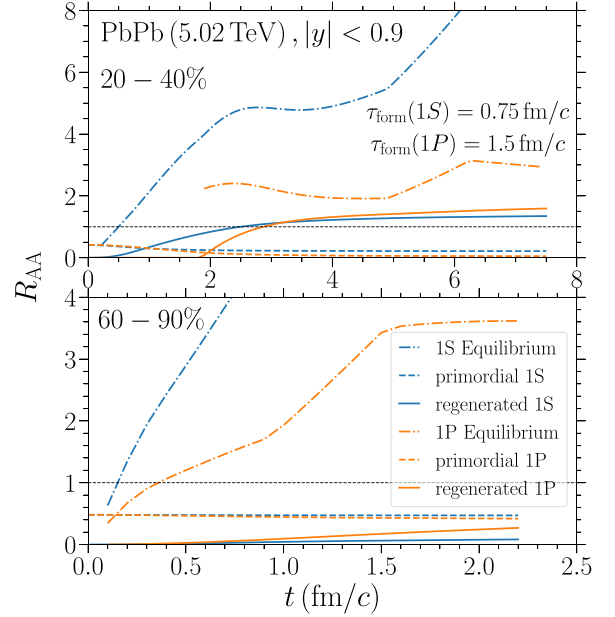 PbPb (5.02 TeV) , |y| < 0.9
20 − 40%
τform(1S) = 0.75 fm/c
τform(1P) = 1.5 fm/c
8
6
4
2
0
0 2 4 6 8
RAA
60 − 90%
4
3
2
1
0
1S Equilibrium
primordial 1S
regenerated 1S
1P Equilibrium
primordial 1P
regenerated 1P
0.0 0.5 1.0 1.5 2.0 2.5
t (fm/c)